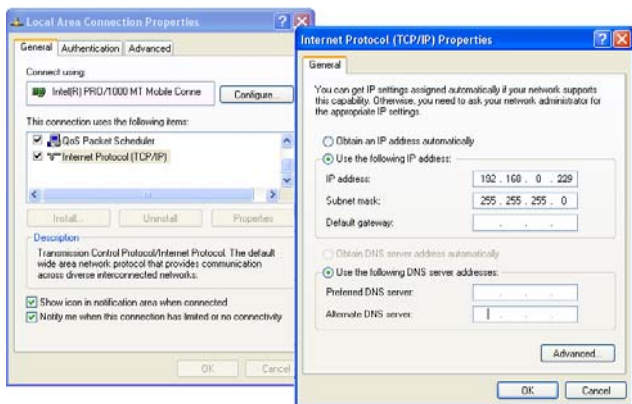 Local Area Connection Properties
General Authentication Advanced
Connect using:
Intel(R) PRO/1000 MT Mobile Conne
Configure...
This connection uses the following items:
QoS Packet Scheduler
Internet Protocol (TCP/IP)
Install...
Uninstall
Properties
Description
Transmission Control Protocol/Internet Protocol. The default
wide area network protocol that provides communication
across diverse interconnected networks.
Show icon in notification area when connected
Notify me when this connection has limited or no connectivity
OK
Cancel
Internet Protocol (TCP/IP) Properties
General
You can get IP settings assigned automatically if your network supports
this capability. Otherwise, you need to ask your network administrator for
the appropriate IP settings.
Obtain an IP address automatically
Use the following IP address:
IP address: 192 . 168 . 0 . 229
Subnet mask: 255 . 255 . 255 . 0
Default gateway: . . .
Obtain DNS server address automatically
Use the following DNS server addresses:
Preferred DNS server: . . .
Alternate DNS server: . . .
Advanced...
OK
Cancel